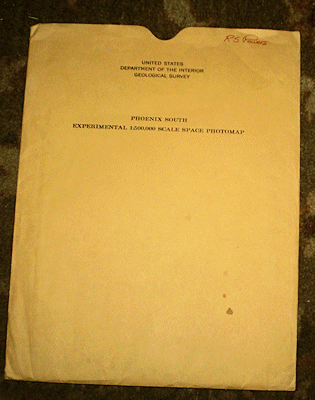 UNITED STATES
DEPARTMENT OF THE INTERIOR
GEOLOGICAL SURVEY
PHOENIX SOUTH
EXPERIMENTAL 1:500,000 SCALE SPACE PHOTOMAP